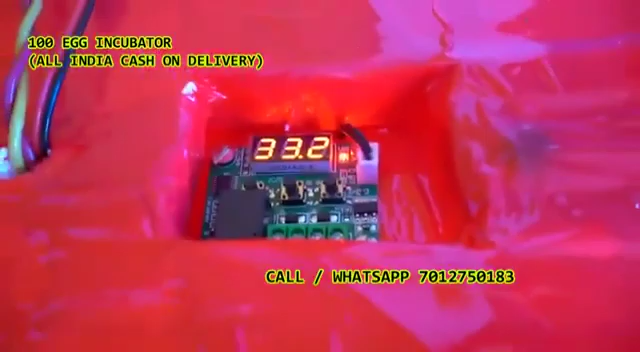 100 EGG INCUBATOR
(ALL INDIA CASH ON DELIVERY)
33.2
CALL / WHATSAPP 7012750183